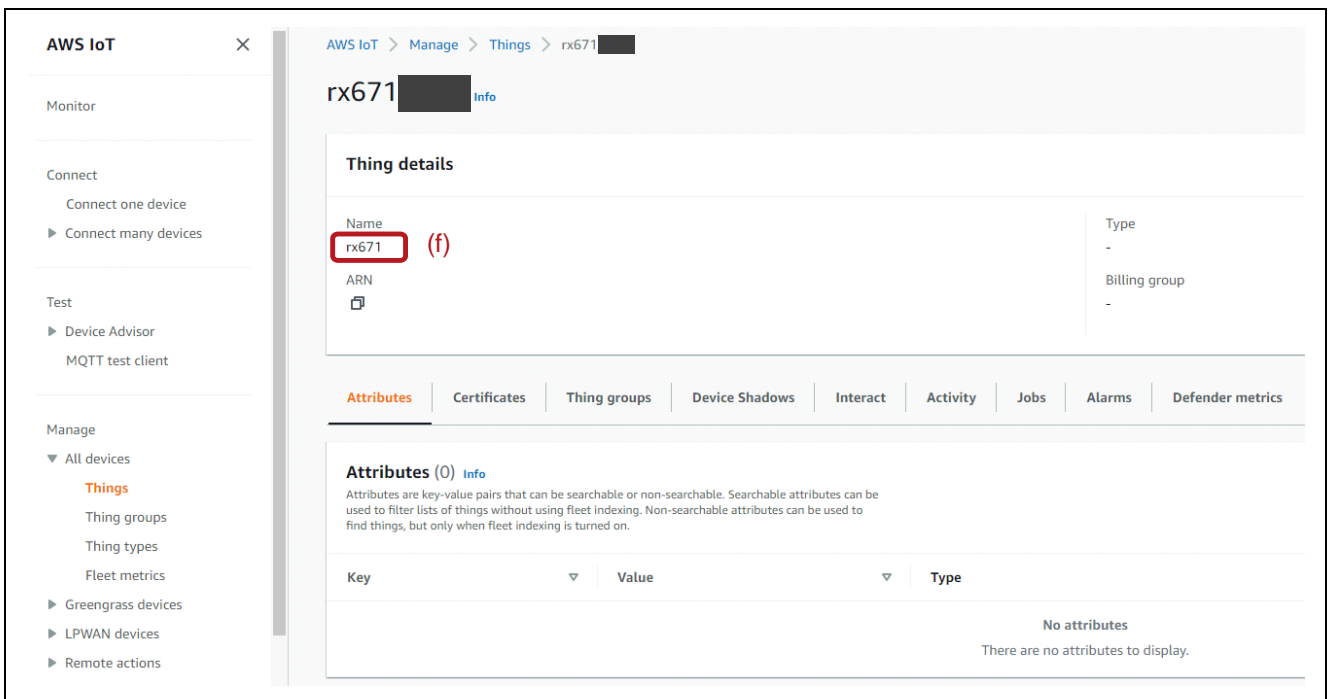 AWS IoT
Monitor
Connect
Connect one device
Connect many devices
Test
Device Advisor
MQTT test client
Manage
All devices
Things
Thing groups
Thing types
Fleet metrics
Greengrass devices
LPWAN devices
Remote actions
AWS IoT > Manage > Things > rx671
rx671 Info
Thing details
Name
rx671 (f)
ARN
Type
-
Billing group
-
Attributes Certificates Thing groups Device Shadows Interact Activity Jobs Alarms Defender metrics
Attributes (0) Info
Attributes are key-value pairs that can be searchable or non-searchable. Searchable attributes can be
used to filter lists of things without using fleet indexing. Non-searchable attributes can be used to
find things, but only when fleet indexing is turned on.
Key Value Type
No attributes
There are no attributes to display.